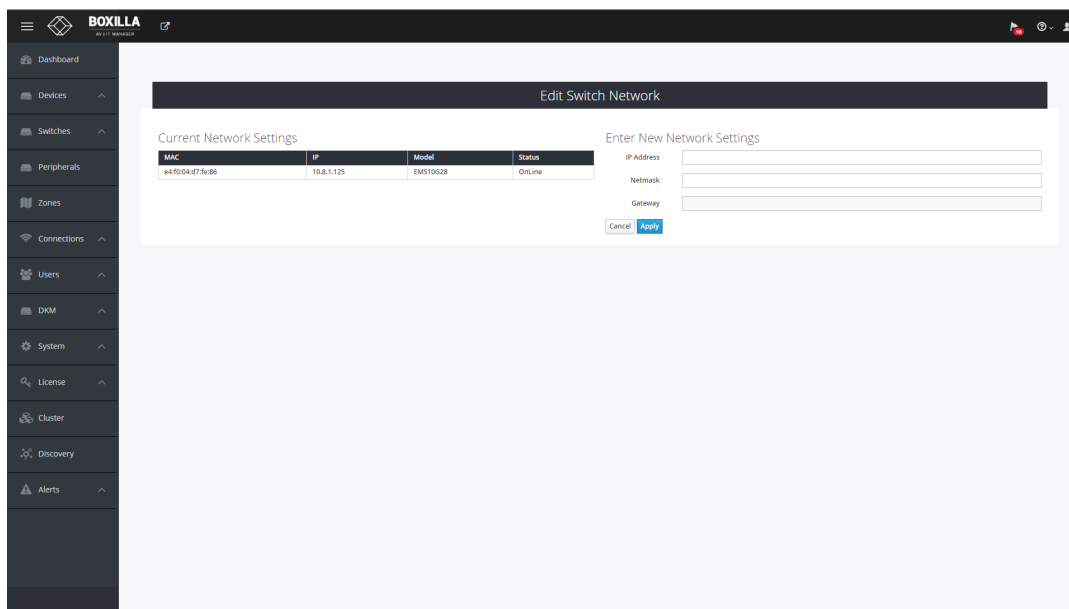 BOXILLA
AV & IT MANAGER
18
Dashboard
Devices
Switches
Peripherals
Zones
Connections
Users
DKM
System
License
Cluster
Discovery
Alerts
Edit Switch Network
Current Network Settings
MAC IP Model Status
e4:f0:04:d7:fe:86 10.8.1.125 EMS10G28 OnLine
Enter New Network Settings
IP Address
Netmask
Gateway
Cancel Apply